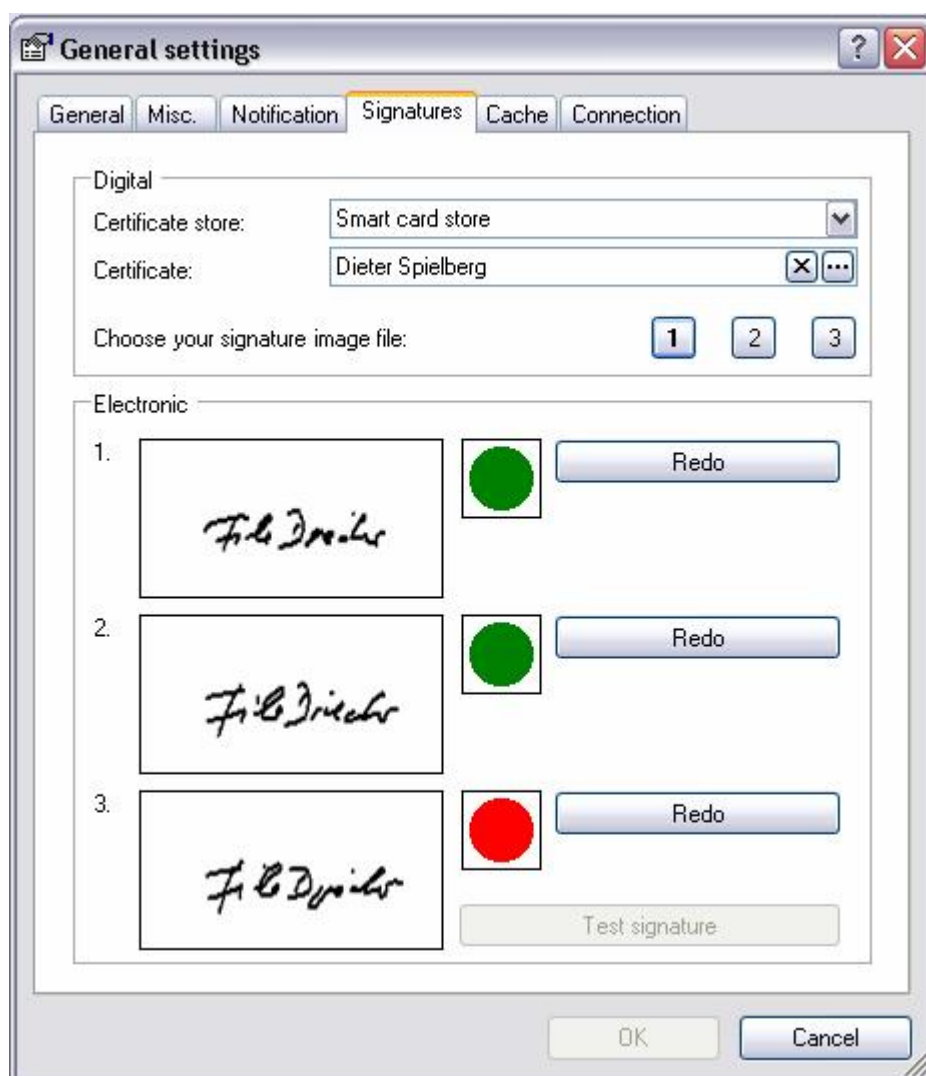 General settings
General Misc. Notification Signatures Cache Connection
Digital
Certificate store: Smart card store
Certificate: Dieter Spielberg
Choose your signature image file: 1 2 3
Electronic
1. Redo
2. Redo
3. Redo
Test signature
OK Cancel